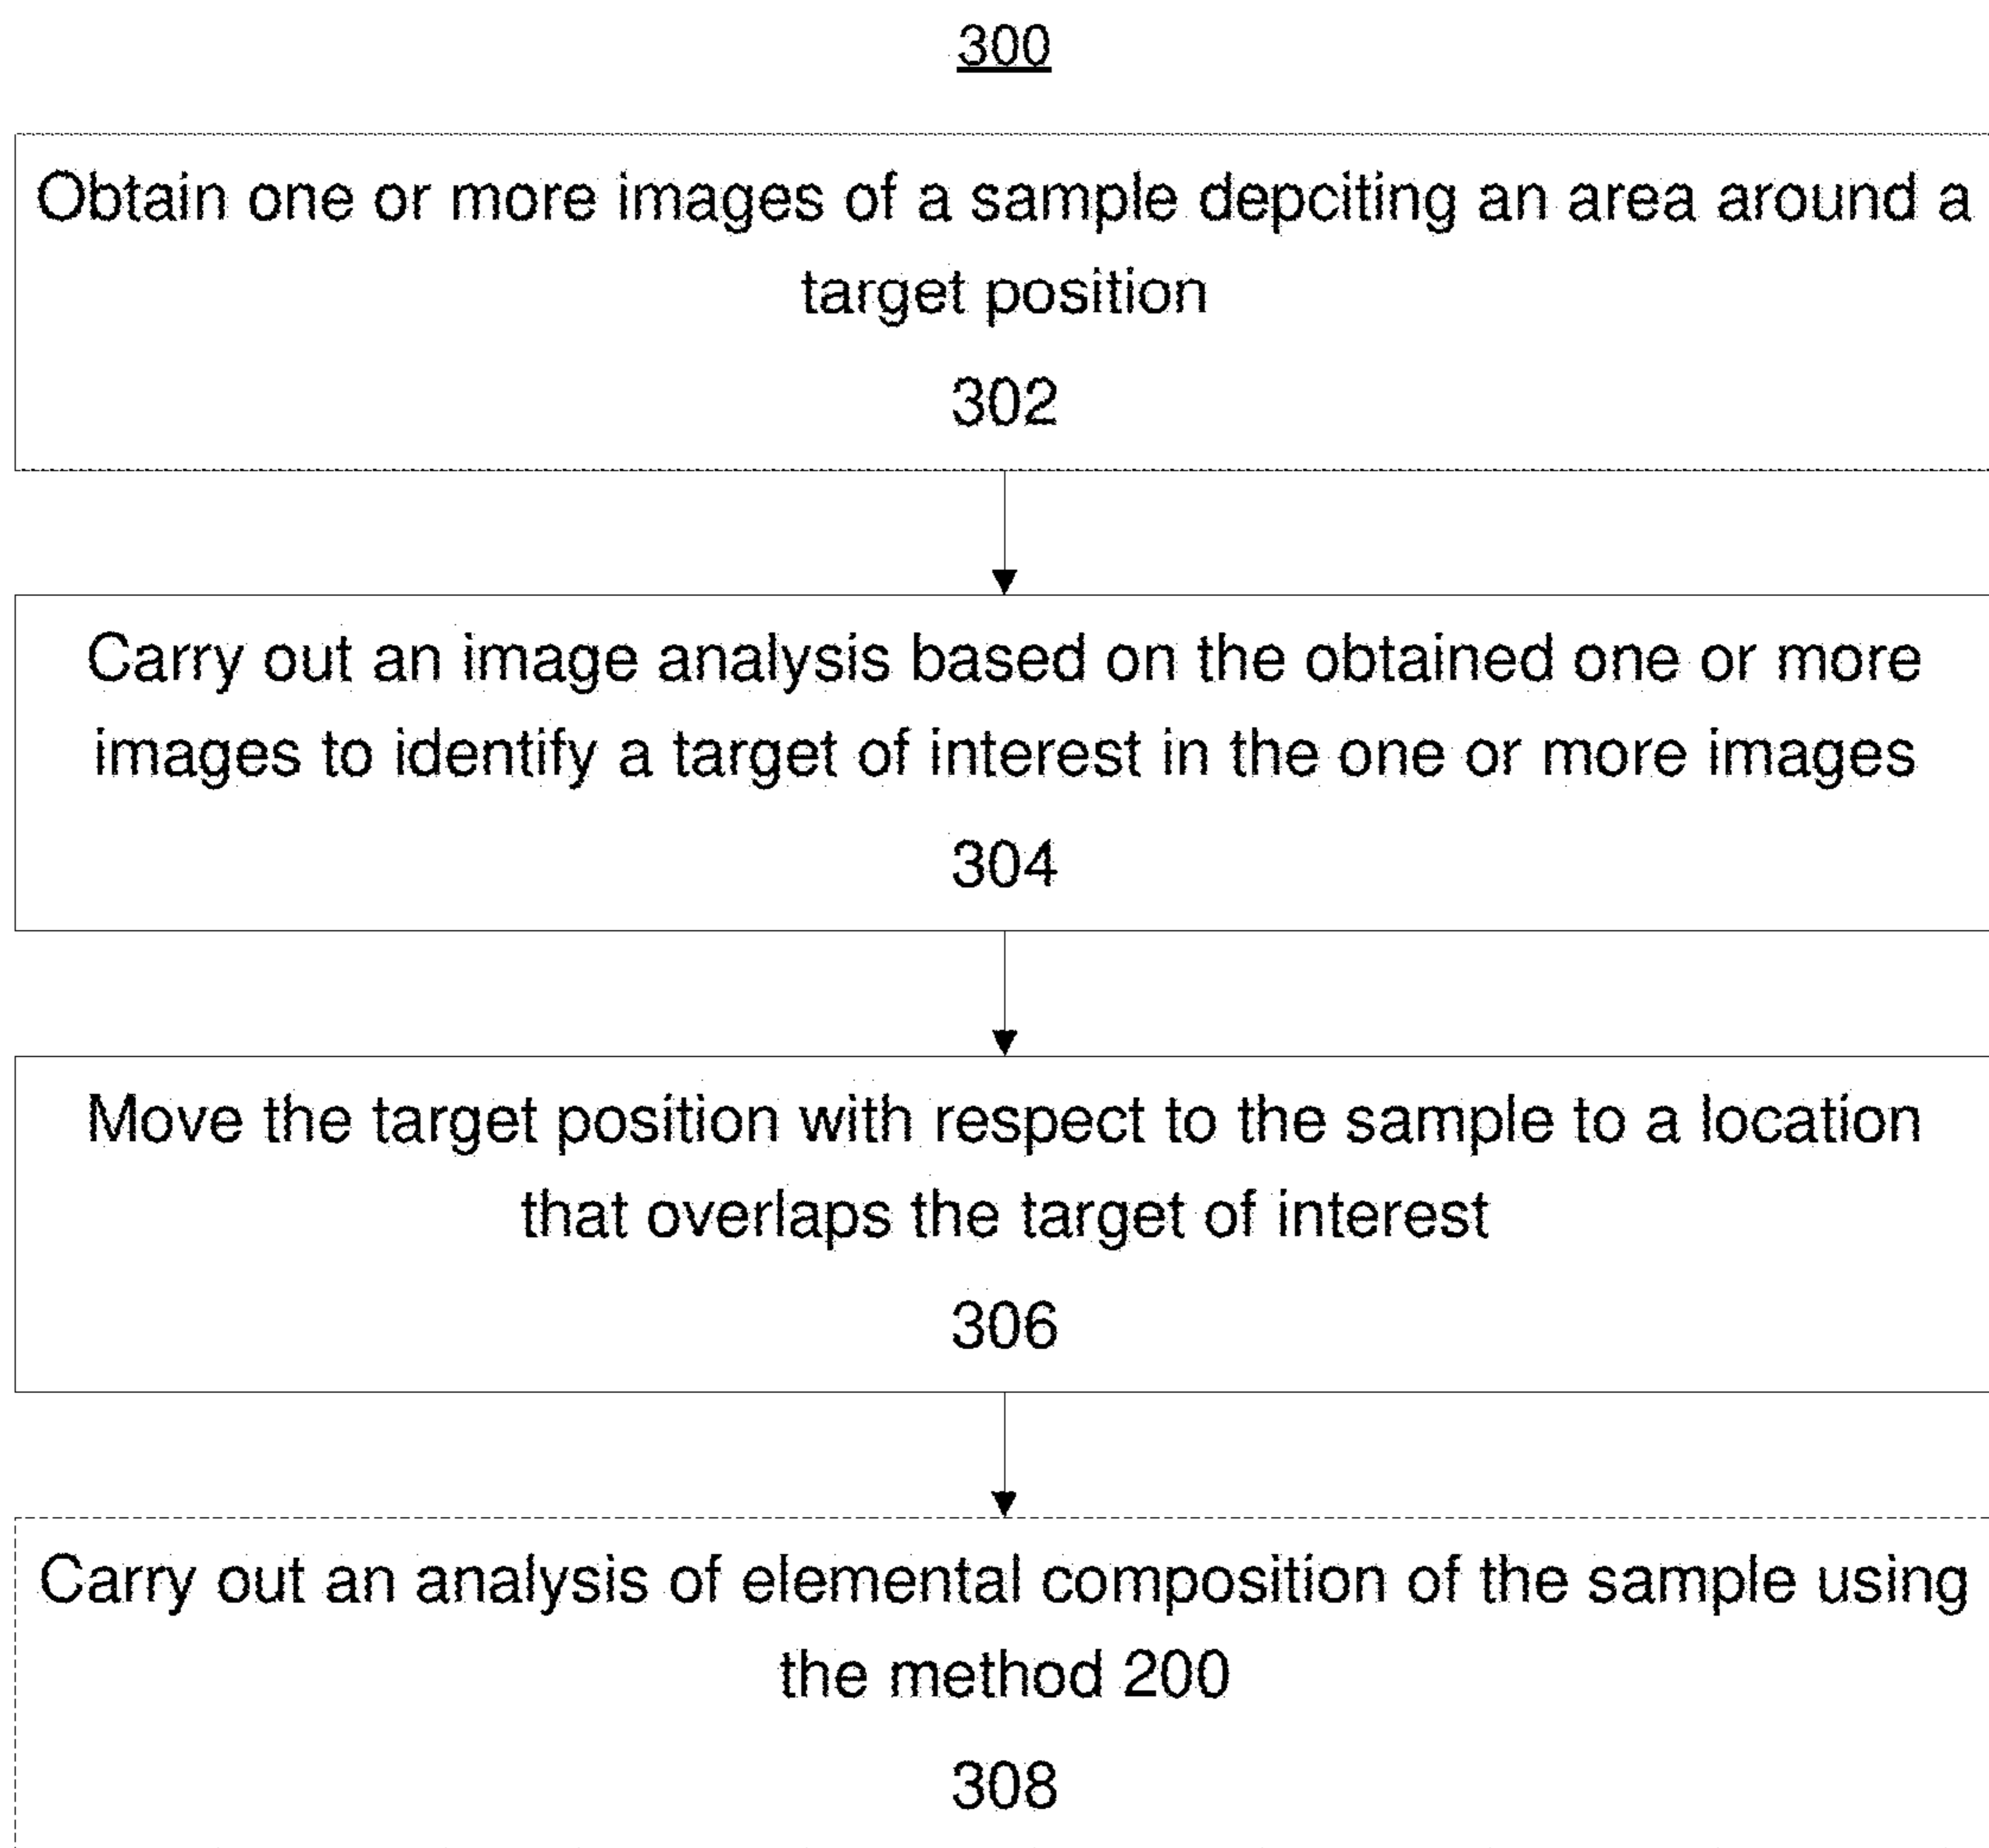 300
Obtain one or more images of a sample depciting an area around a
target position
302
Carry out an image analysis based on the obtained one or more
images to identify a target of interest in the one or more images
304
Move the target position with respect to the sample to a location
that overlaps the target of interest
306
Carry out an analysis of elemental composition of the sample using
the method 200
308